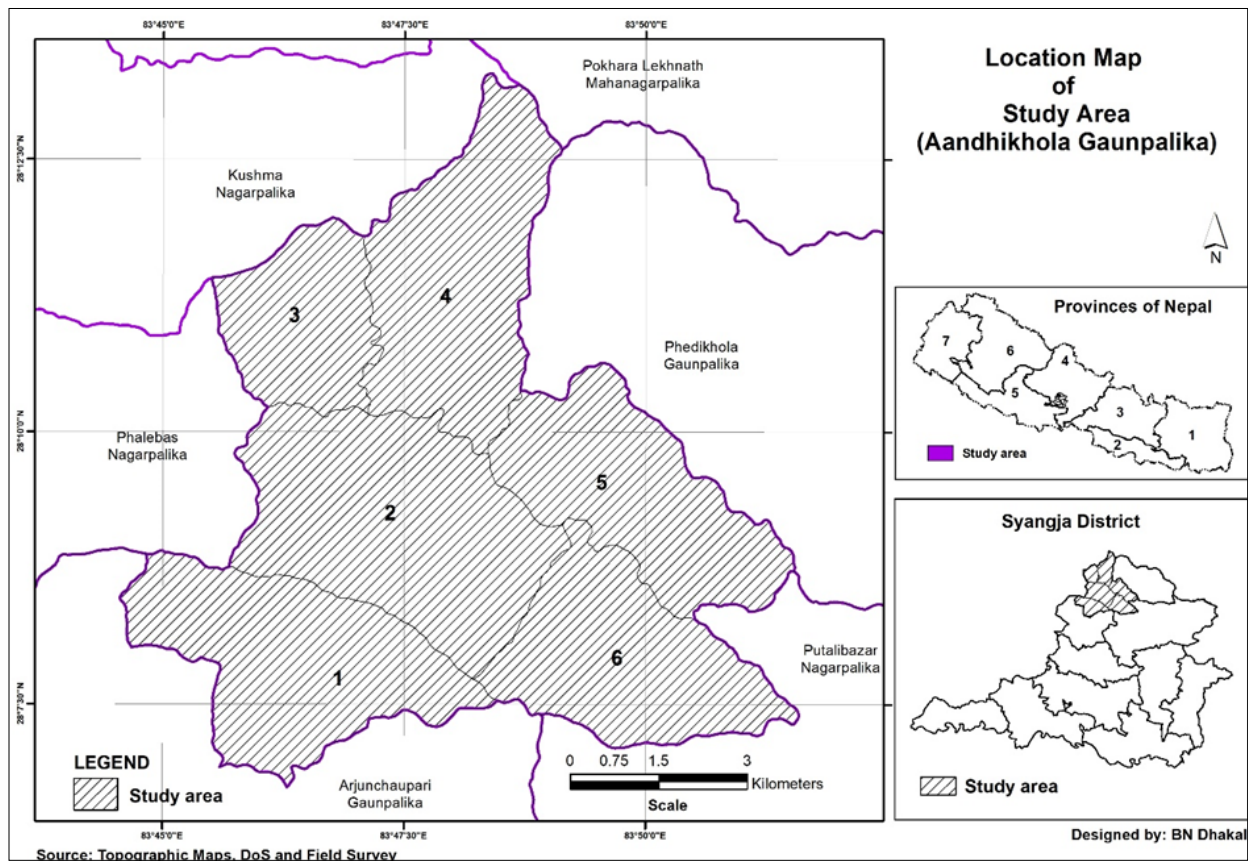 Location Map
of
Study Area
(Aandhikhola Gaunpalika)
83°45'0"E
83°47'30"E
83°50'0"E
28°12'30"N
28°10'0"N
28°7'30"N
Pokhara Lekhnath
Mahanagarpalika
Kushma
Nagarpalika
3
4
Phedikhola
Gaunpalika
Phalebas
Nagarpalika
5
2
1
6
Putalibazar
Nagarpalika
Arjunchaupari
Gaunpalika
LEGEND
Study area
0 0.75 1.5 3
Kilometers
Scale
83°45'0"E
83°47'30"E
83°50'0"E
Source: Topographic Maps, DoS and Field Survey
N
Provinces of Nepal
7
6
4
5
3
2
1
Study area
Syangja District
Study area
Designed by: BN Dhakal